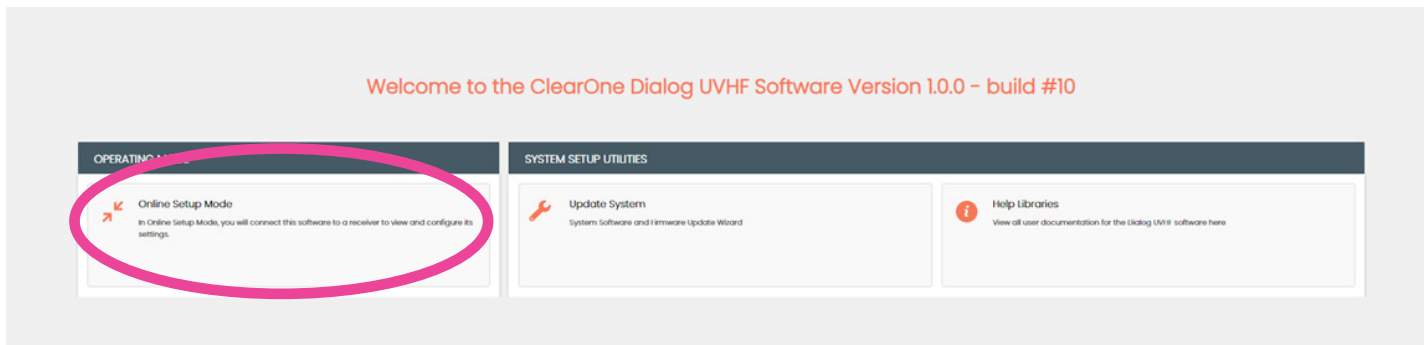 Welcome to the ClearOne Dialog UVHF Software Version 1.0.0 - build #10
OPERATING
SYSTEM SETUP UTILITIES
Online Setup Mode
In Online Setup Mode, you will connect this software to a receiver to view and configure its
settings.
Update System
System Software and Firmware Update Wizard
Help Libraries
View all user documentation for the Dialog UVHF software here